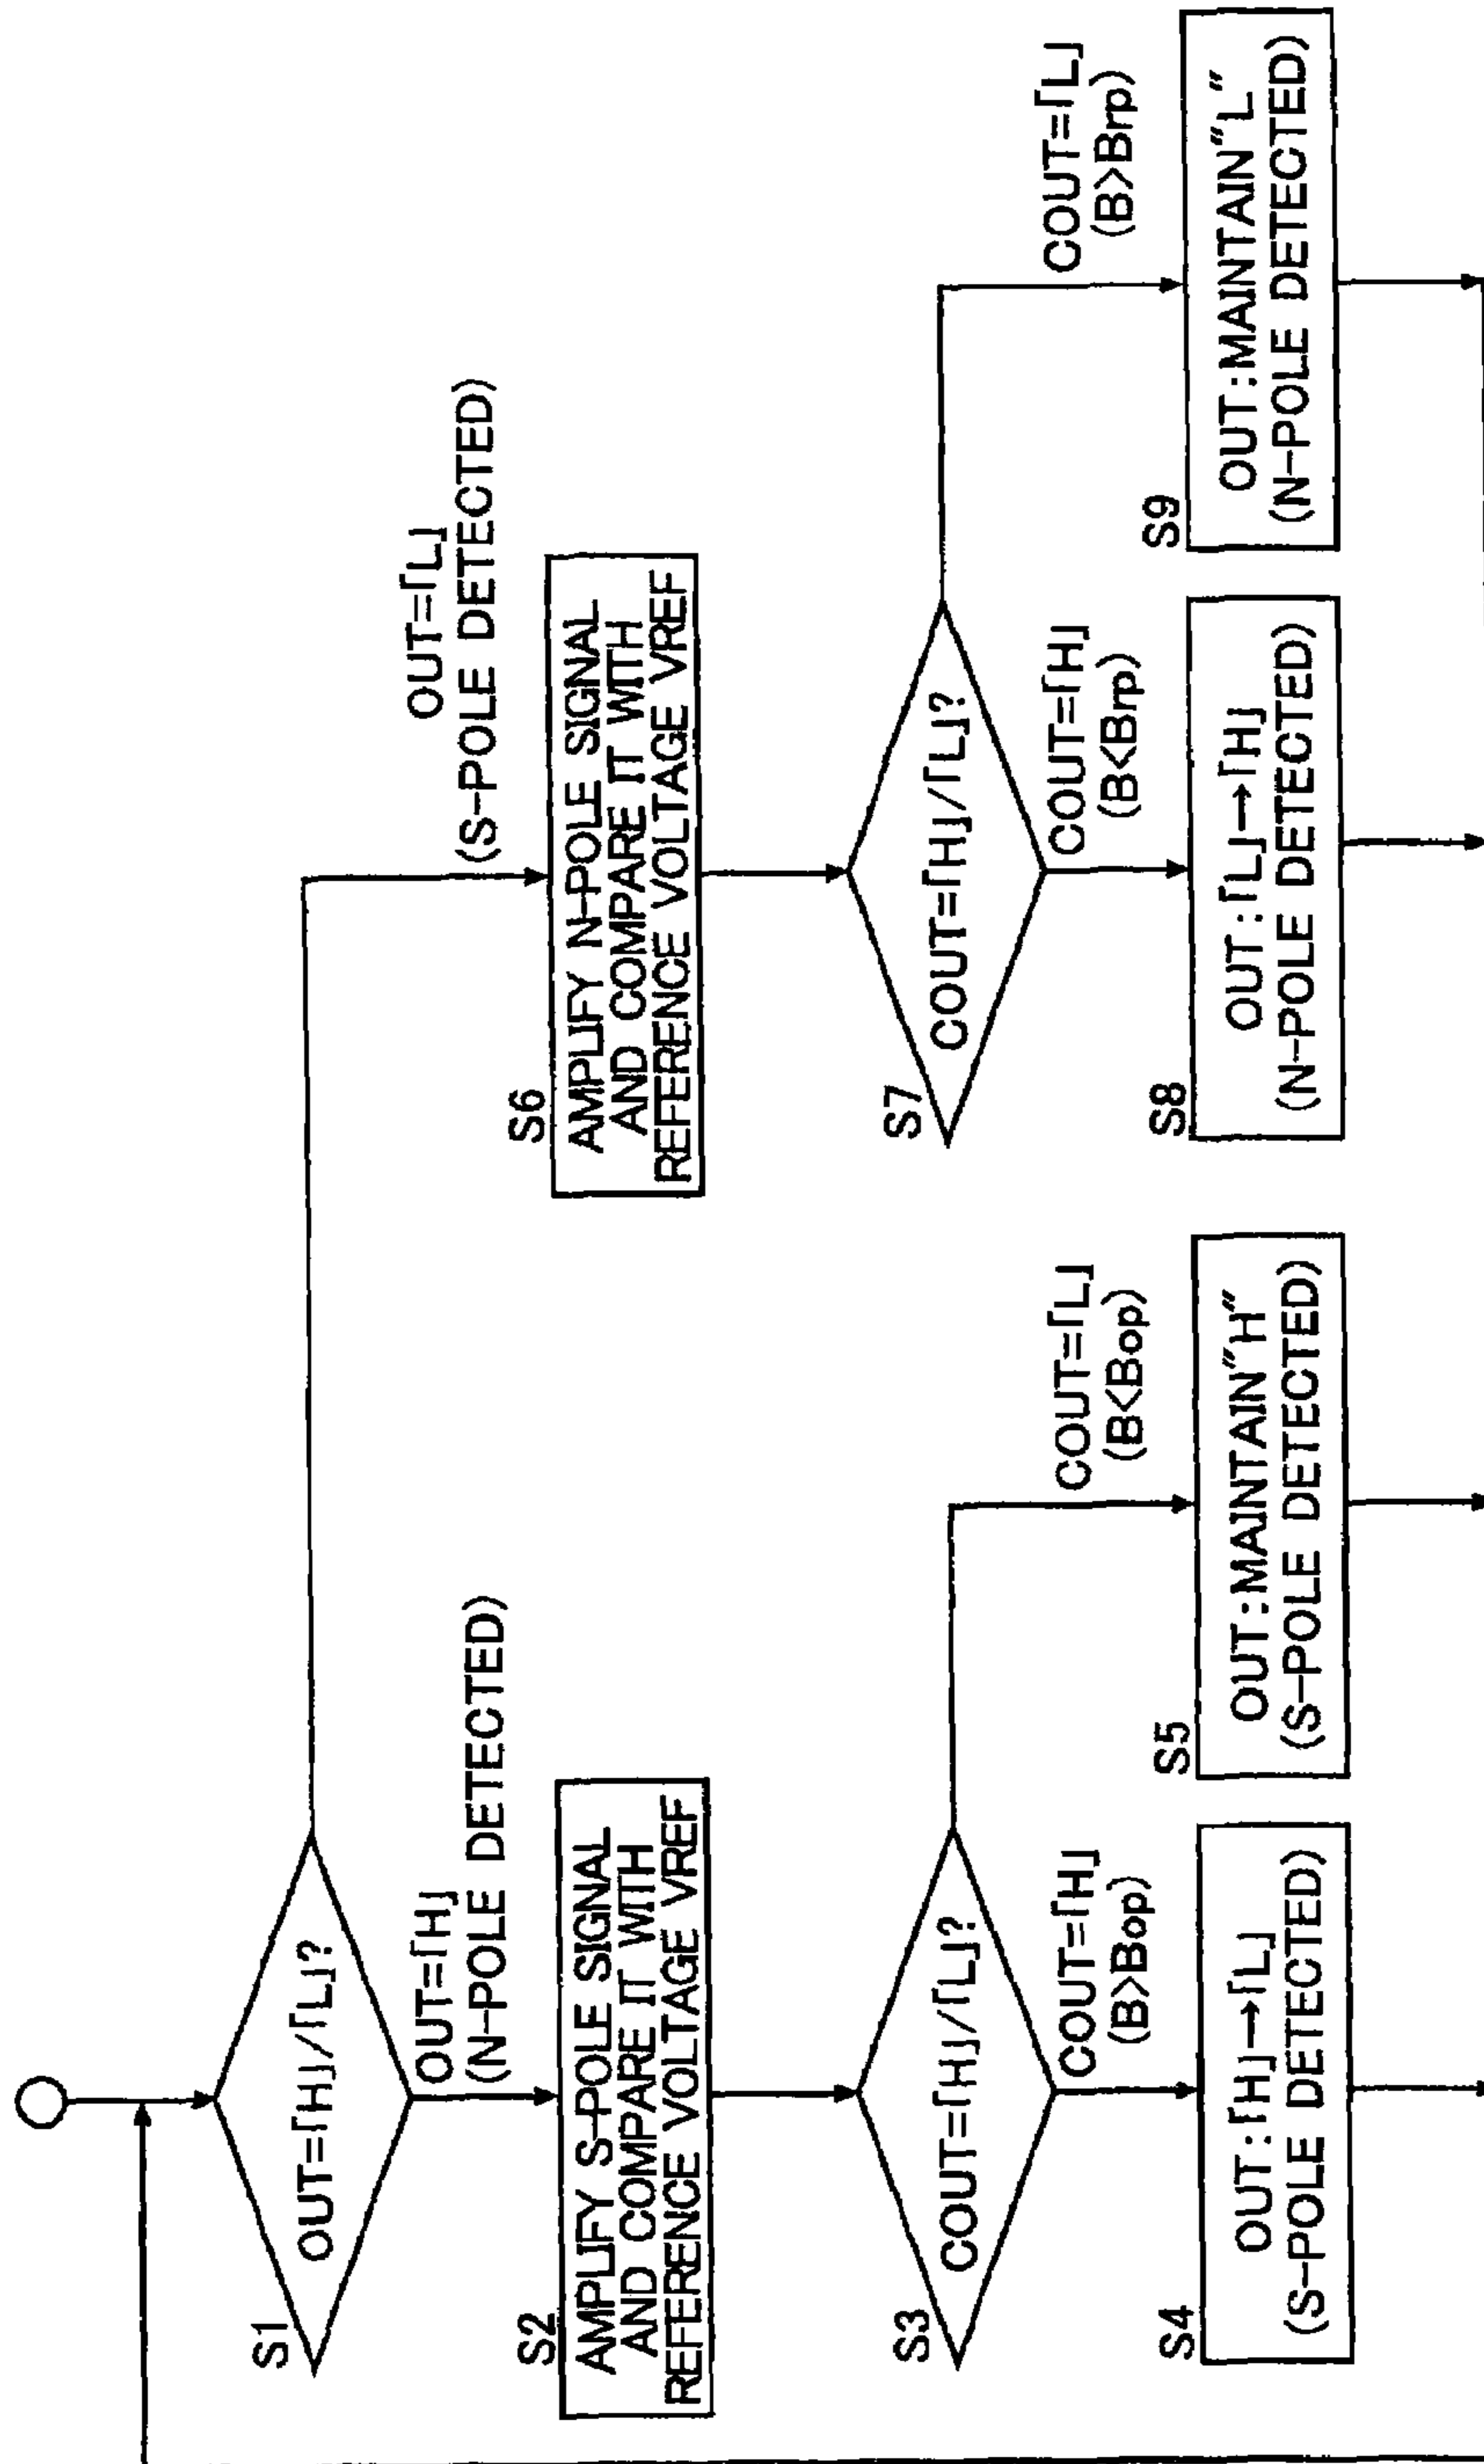 S1
OUT=「H」/「L」?
OUT=「H」
(N-POLE DETECTED)
OUT=「L」
(S-POLE DETECTED)
S2
AMPLIFY S-POLE SIGNAL
AND COMPARE IT WITH
REFERENCE VOLTAGE VREF
S6
AMPLIFY N-POLE SIGNAL
AND COMPARE IT WITH
REFERENCE VOLTAGE VREF
S3
COUT=「H」/「L」?
COUT=「H」
(B>Bop)
COUT=「L」
(B<Bop)
S7
COUT=「H」/「L」?
COUT=「H」
(B<Brp)
COUT=「L」
(B>Brp)
S4
OUT:「H」→「L」
(S-POLE DETECTED)
S5
OUT:MAINTAIN"H"
(S-POLE DETECTED)
S8
OUT:「L」→「H」
(N-POLE DETECTED)
S9
OUT:MAINTAIN"L"
(N-POLE DETECTED)